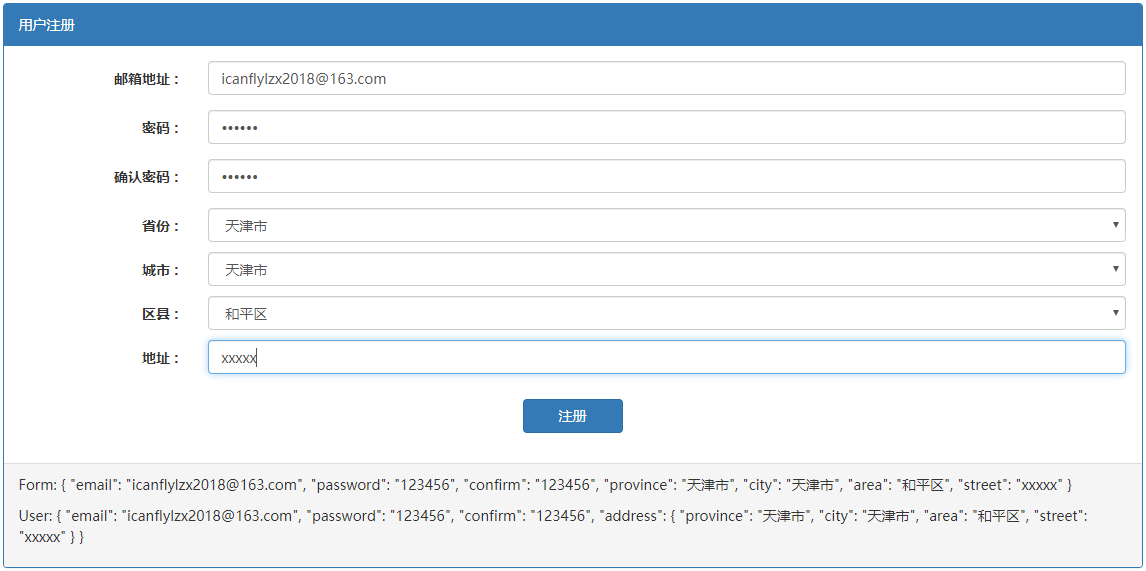 用户注册
邮箱地址： icanflylzx2018@163.com
密码： ••••••
确认密码： ••••••
省份： 天津市
城市： 天津市
区县： 和平区
地址： xxxxx
注册
Form: { "email": "icanflylzx2018@163.com", "password": "123456", "confirm": "123456", "province": "天津市", "city": "天津市", "area": "和平区", "street": "xxxxx" }
User: { "email": "icanflylzx2018@163.com", "password": "123456", "confirm": "123456", "address": { "province": "天津市", "city": "天津市", "area": "和平区", "street":
"xxxxx" } }